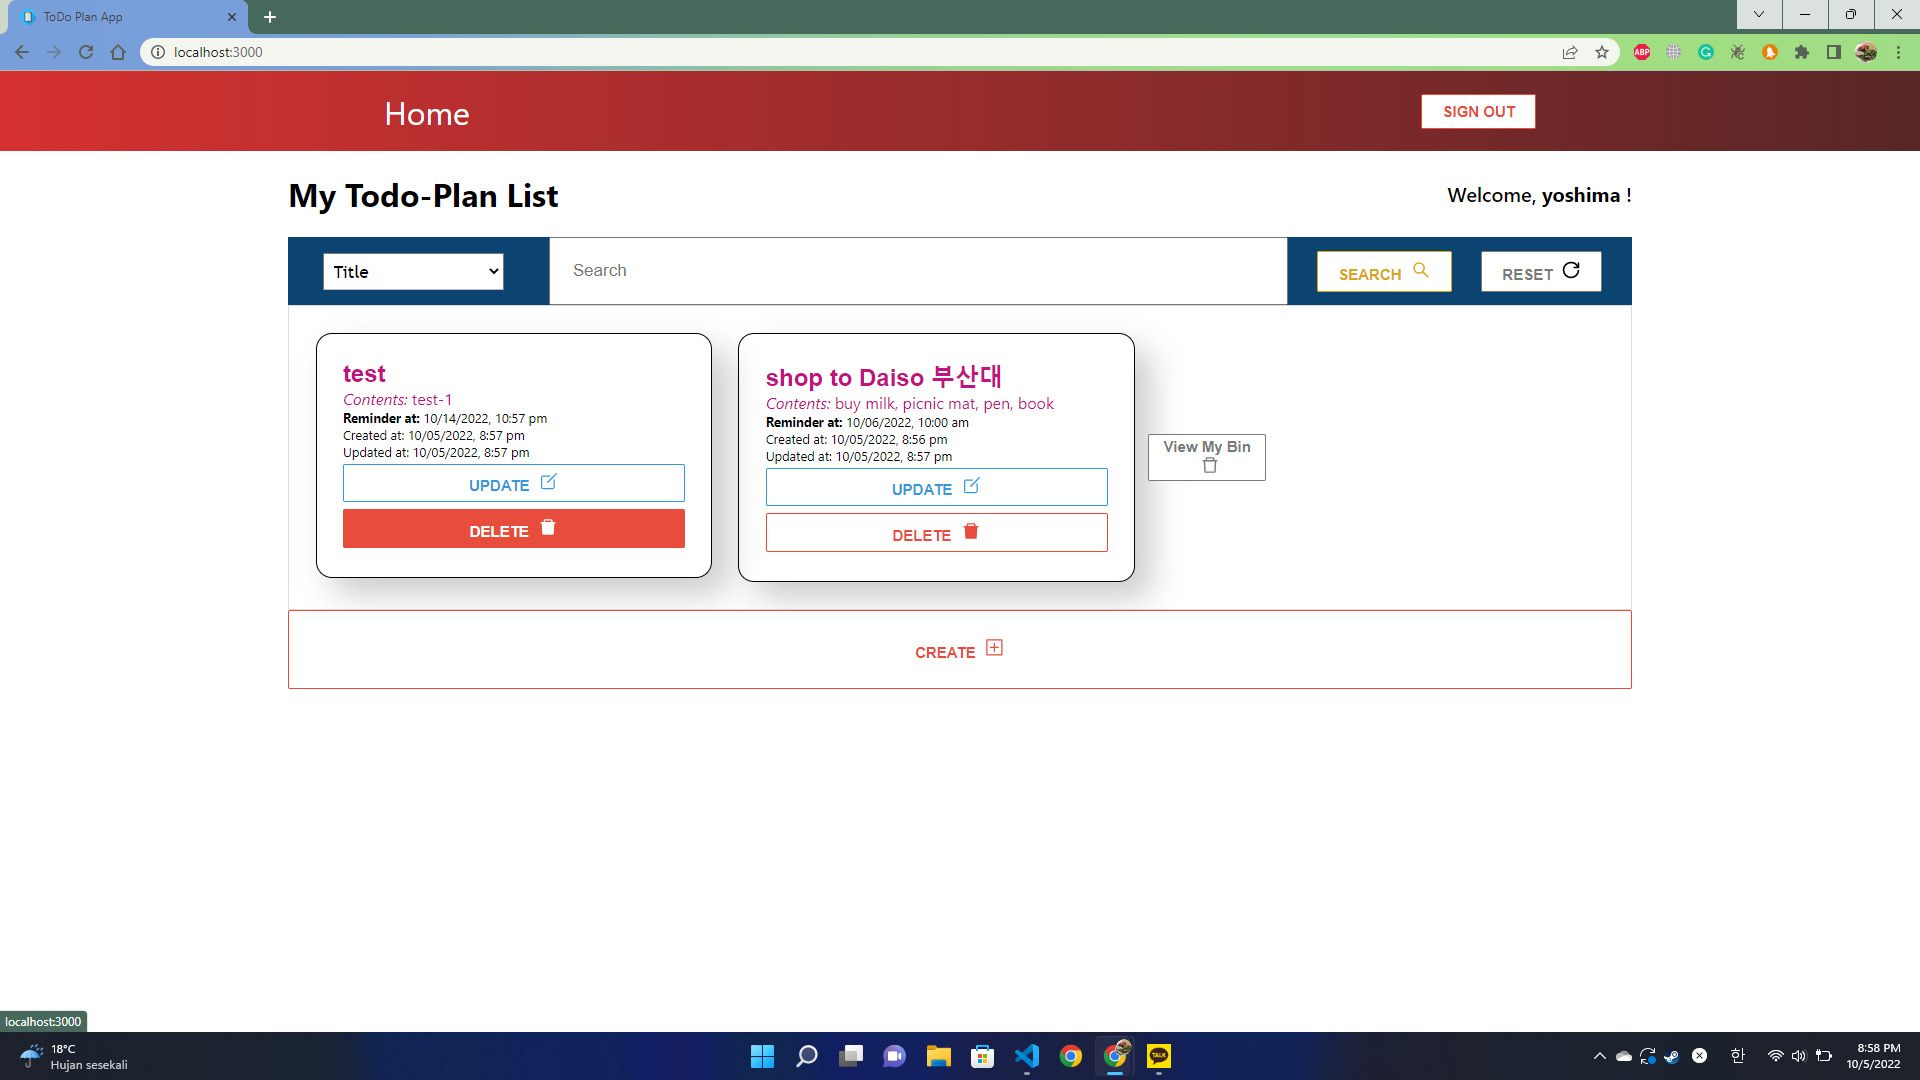 ToDo Plan App
localhost:3000
Home
SIGN OUT
My Todo-Plan List
Welcome, yoshima !
Title
Search
SEARCH
RESET
test
Contents: test-1
Reminder at: 10/14/2022, 10:57 pm
Created at: 10/05/2022, 8:57 pm
Updated at: 10/05/2022, 8:57 pm
UPDATE
DELETE
shop to Daiso 부산대
Contents: buy milk, picnic mat, pen, book
Reminder at: 10/06/2022, 10:00 am
Created at: 10/05/2022, 8:56 pm
Updated at: 10/05/2022, 8:57 pm
UPDATE
DELETE
View My Bin
CREATE
localhost:3000
18°C
Hujan sesekali
ABP
TALK
한
8:58 PM
10/5/2022